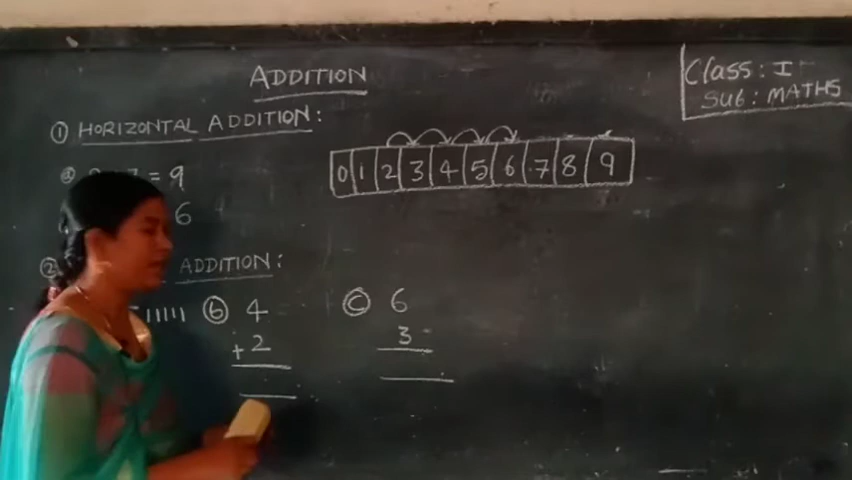 ADDITION
Class: I
Sub: MATHS
① HORIZONTAL ADDITION:
= 9
0 1 2 3 4 5 6 7 8 9
6
② ADDITION:
ⓑ 4
+2
ⓒ 6
3